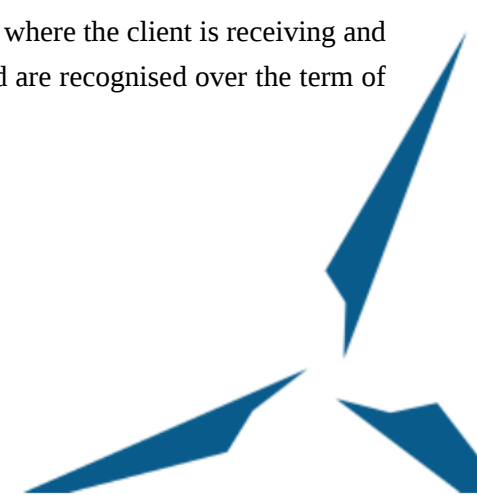 where the client is receiving and
are recognised over the term of